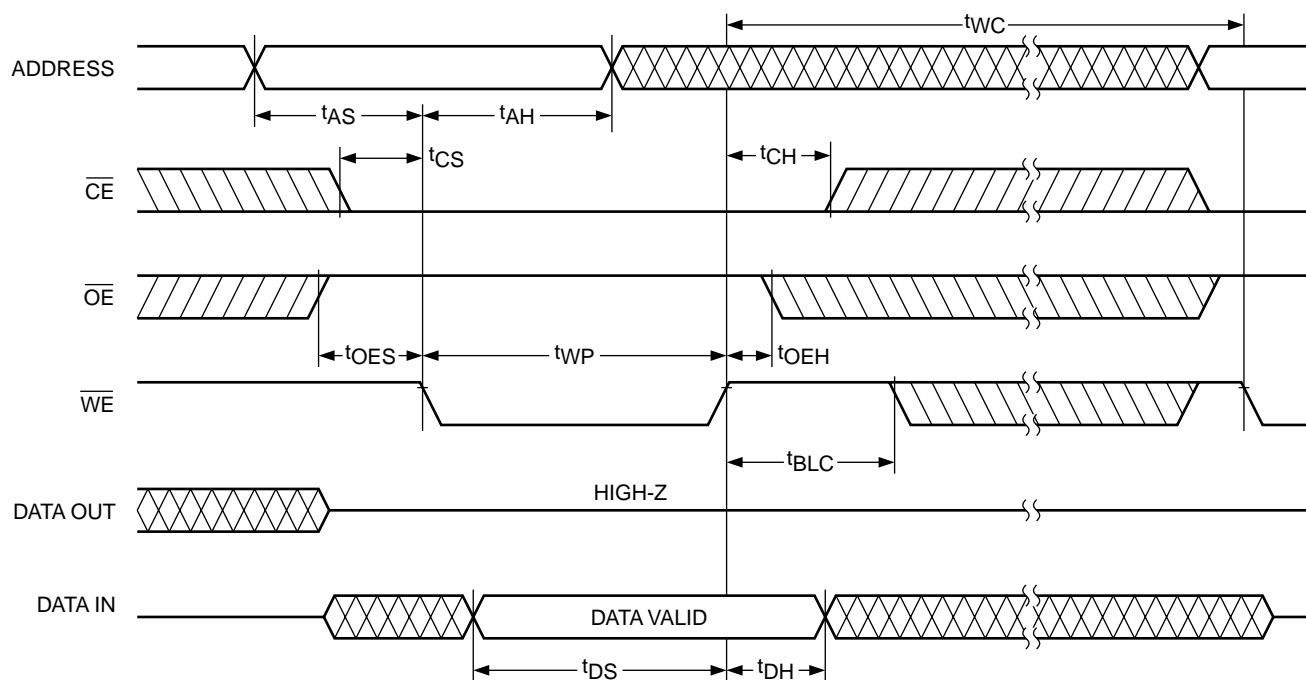 tWC
ADDRESS
tAS
tAH
tCS
tCH
CE
OE
tOES
tWP
tOEH
WE
tBLC
HIGH-Z
DATA OUT
DATA IN
DATA VALID
tDS
tDH